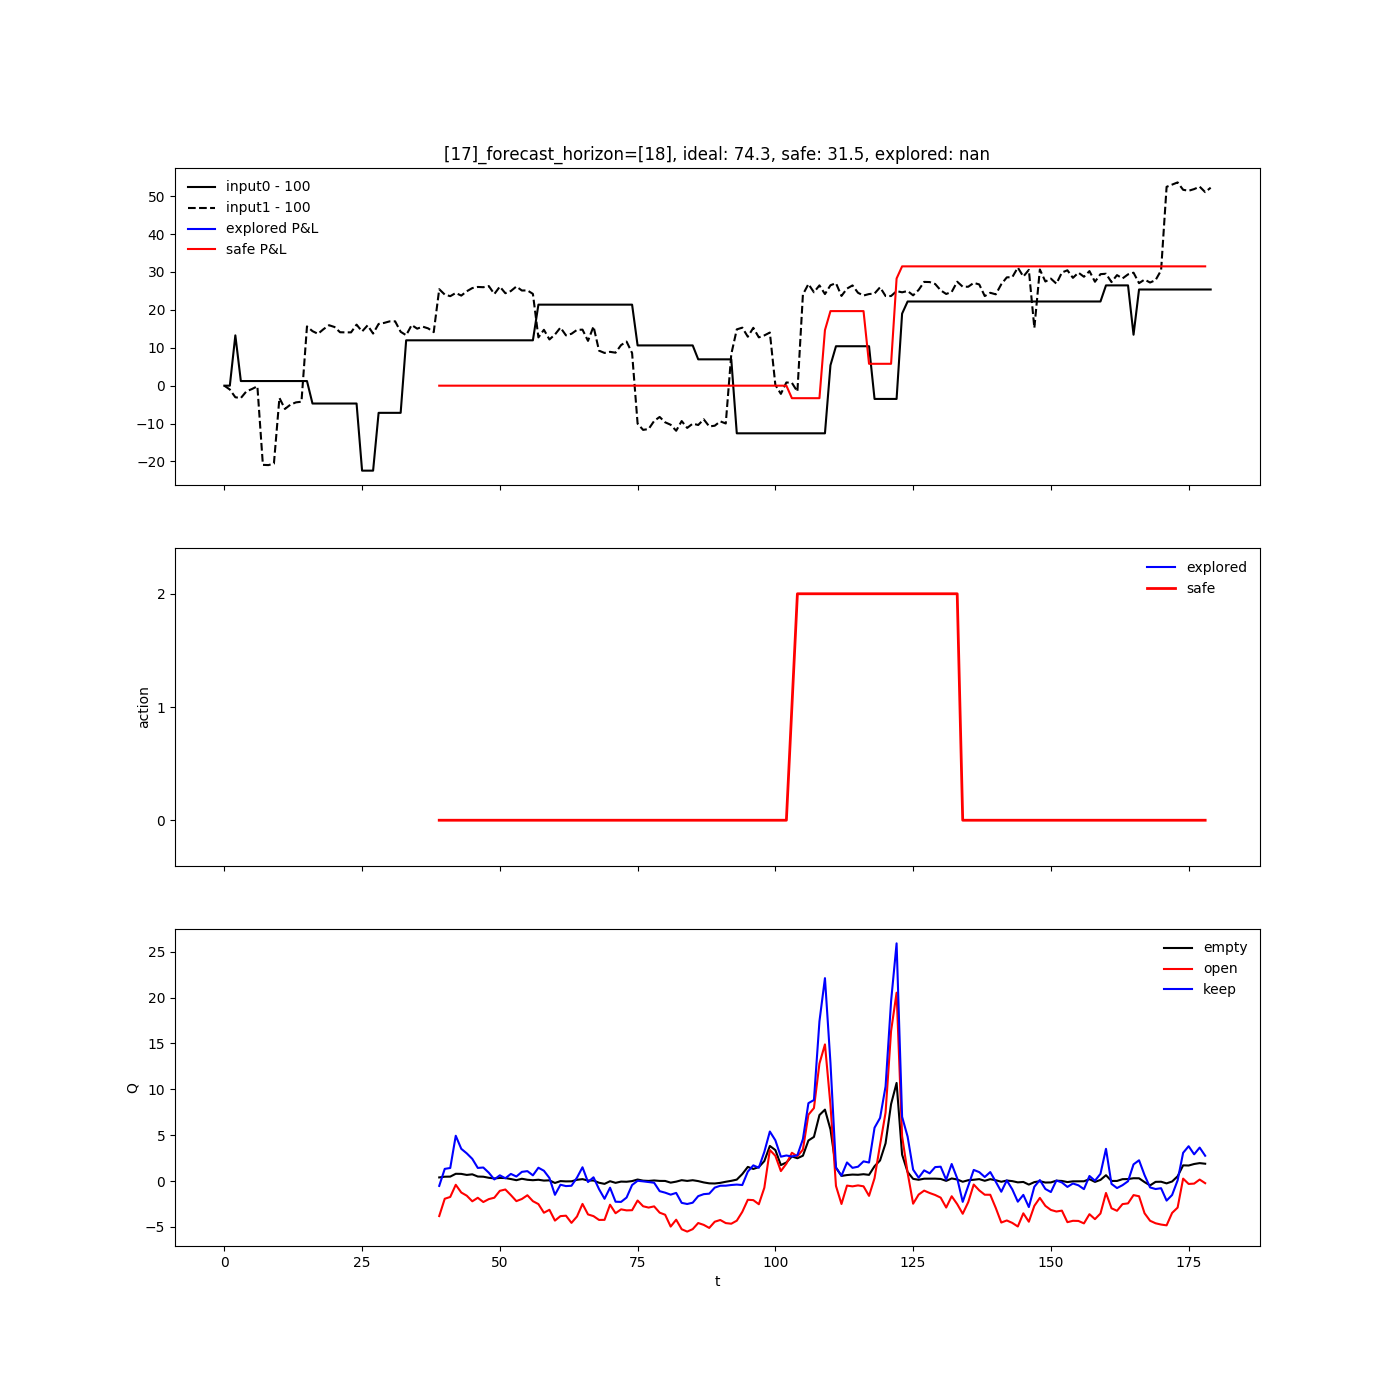 [17]_forecast_horizon=[18], ideal: 74.3, safe: 31.5, explored: nan
input0 - 100
input1 - 100
explored P&L
safe P&L
50
40
30
20
10
0
−10
−20
explored
safe
2
1
0
action
empty
open
keep
25
20
15
10
5
0
−5
Q
0 25 50 75 100 125 150 175
t